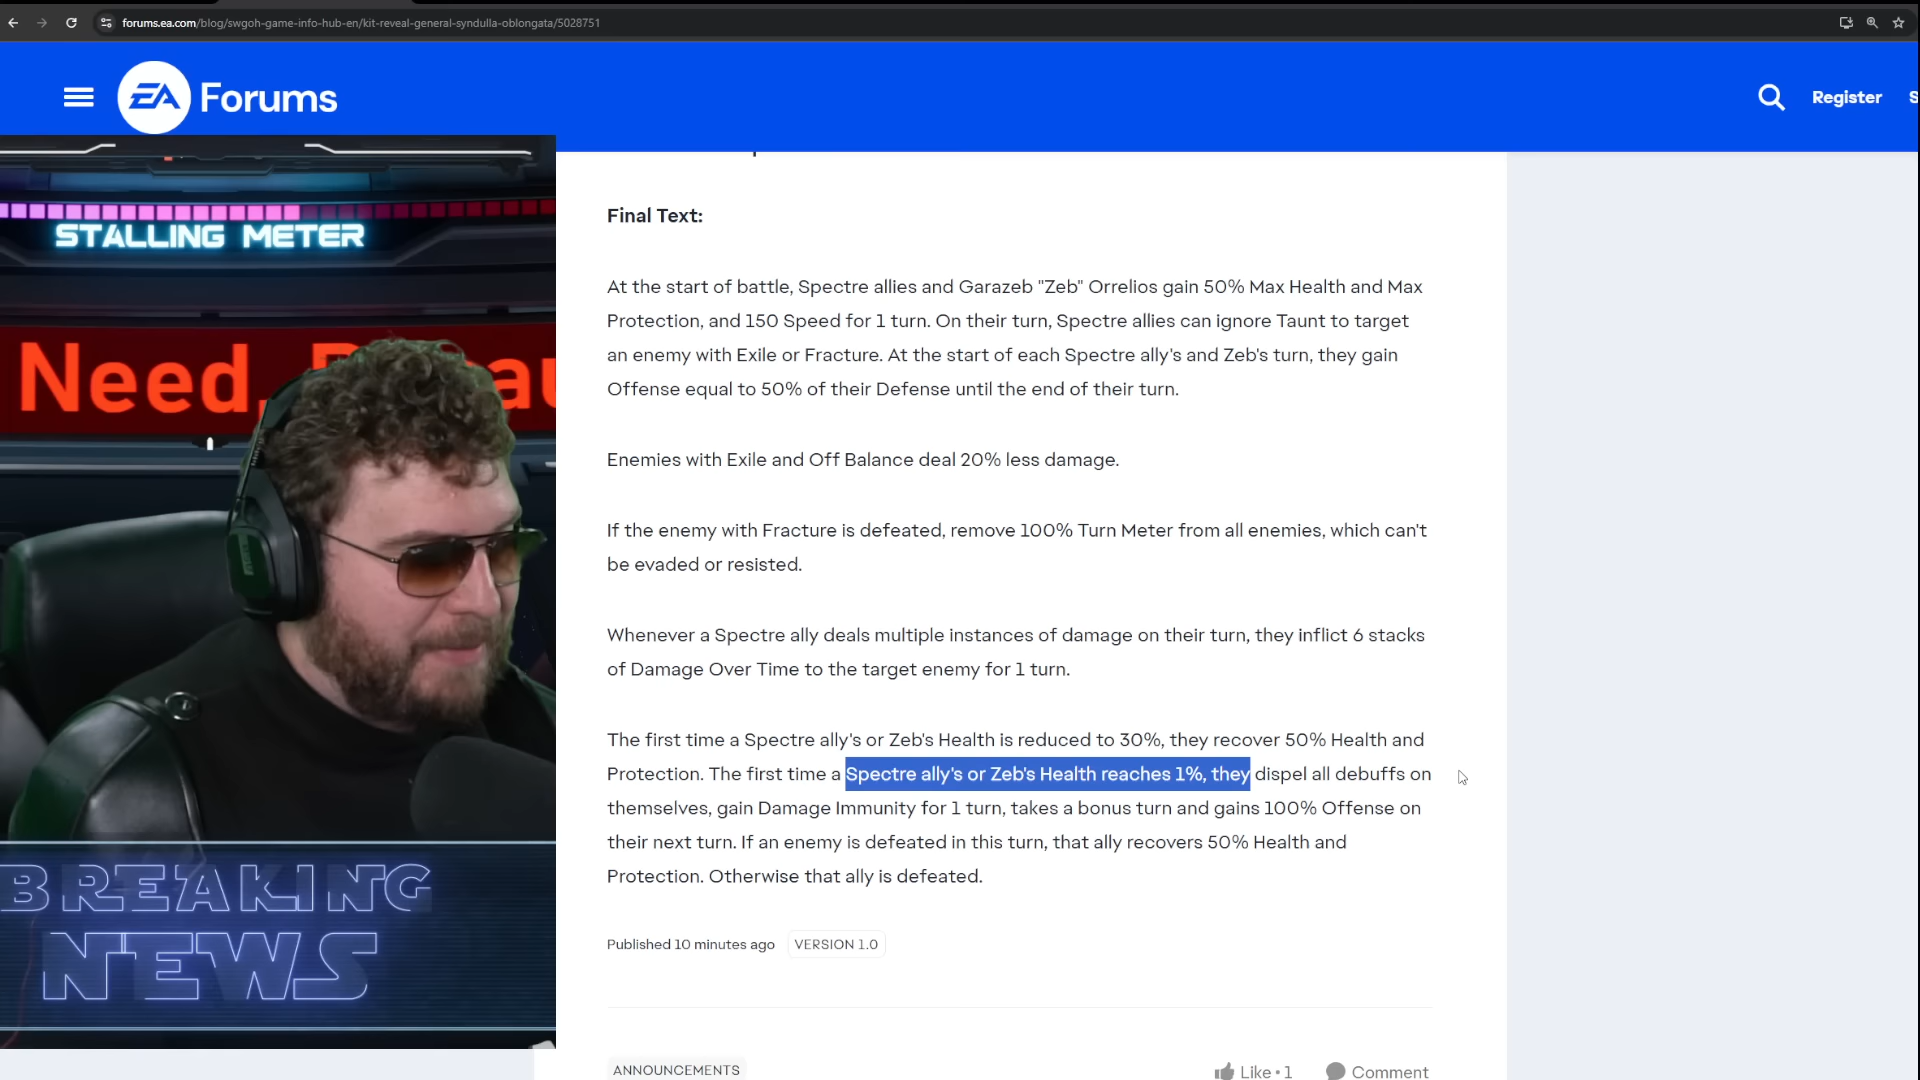 forums.ea.com/blog/swgoh-game-info-hub-en/kit-reveal-general-syndulla-oblongata/5028751
EA Forums
Register
STALLING METER
Need,
Final Text:
At the start of battle, Spectre allies and Garazeb "Zeb" Orrelios gain 50% Max Health and Max
Protection, and 150 Speed for 1 turn. On their turn, Spectre allies can ignore Taunt to target
an enemy with Exile or Fracture. At the start of each Spectre ally's and Zeb's turn, they gain
Offense equal to 50% of their Defense until the end of their turn.
Enemies with Exile and Off Balance deal 20% less damage.
If the enemy with Fracture is defeated, remove 100% Turn Meter from all enemies, which can't
be evaded or resisted.
Whenever a Spectre ally deals multiple instances of damage on their turn, they inflict 6 stacks
of Damage Over Time to the target enemy for 1 turn.
The first time a Spectre ally's or Zeb's Health is reduced to 30%, they recover 50% Health and
Protection. The first time a Spectre ally's or Zeb's Health reaches 1%, they dispel all debuffs on
themselves, gain Damage Immunity for 1 turn, takes a bonus turn and gains 100% Offense on
their next turn. If an enemy is defeated in this turn, that ally recovers 50% Health and
Protection. Otherwise that ally is defeated.
Published 10 minutes ago VERSION 1.0
BREAKING
NEWS
ANNOUNCEMENTS
Like • 1 Comment